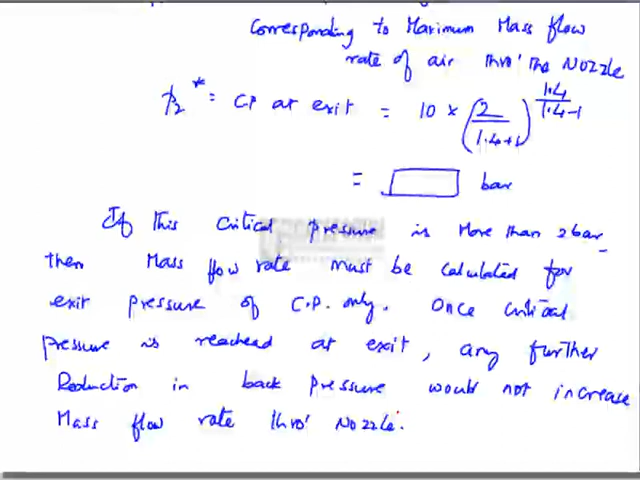 Corresponding to Maximum Mass flow
rate of air thro' the Nozzle
p₂* = C.P at exit = 10 × (2/(1.4+1))^(1.4/(1.4-1))
= bar
If this critical pressure is More than 2 bar
then Mass flow rate must be calculated for
exit pressure of C.P. only. Once critical
pressure is reachead at exit, any further
Reduction in back Pressure would not increase
Mass flow rate thro' Nozzle.